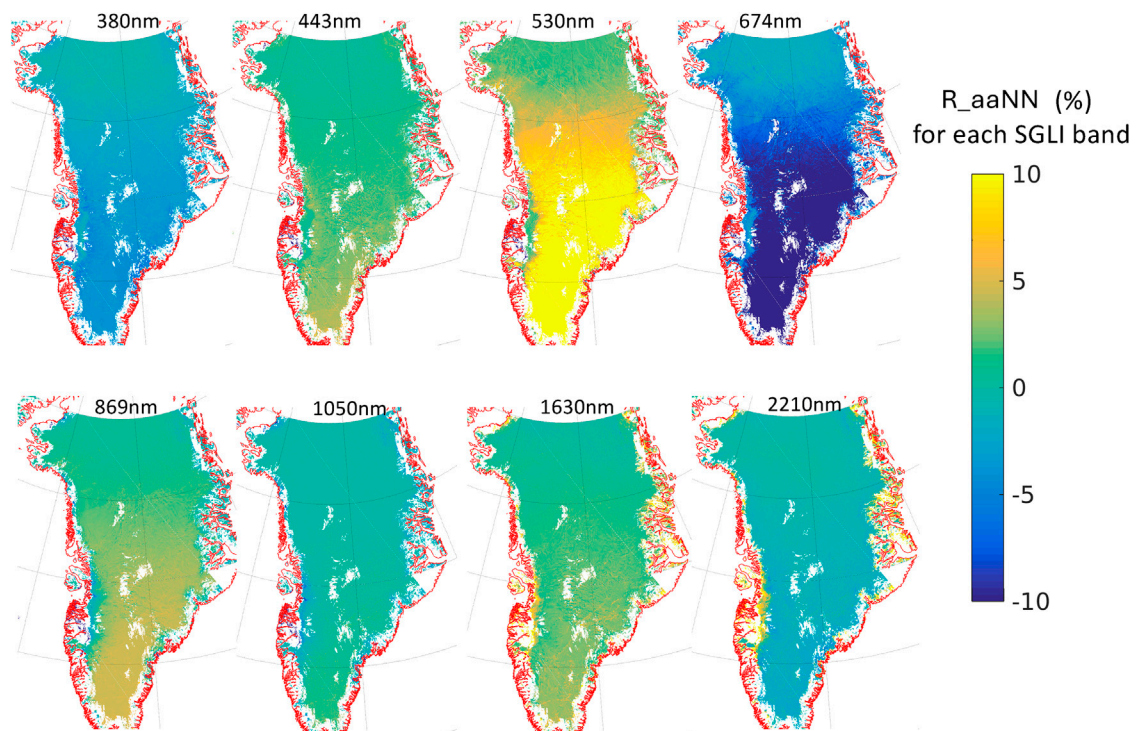 380nm
443nm
530nm
674nm
R_aaNN (%)
for each SGLI band
10
5
0
-5
-10
869nm
1050nm
1630nm
2210nm